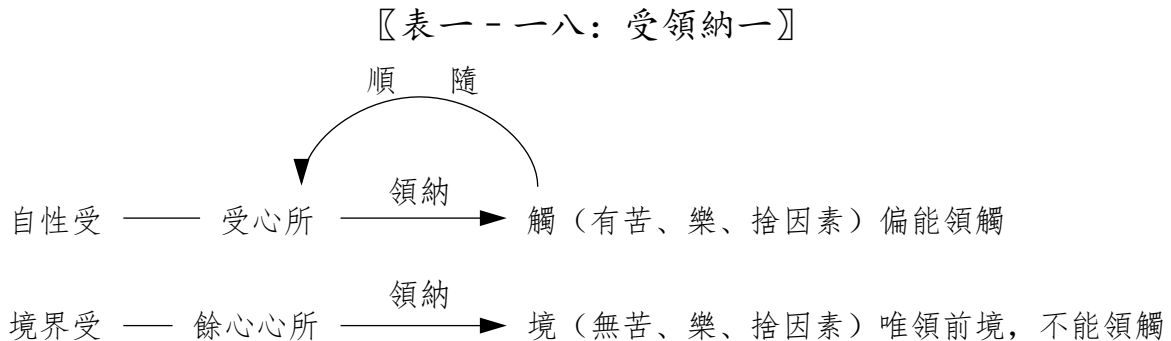 〖表一－一八：受領納一〗
順 隨
領納
自性受 受心所 觸（有苦、樂、捨因素）偏能領觸
領納
境界受 餘心心所 境（無苦、樂、捨因素）唯領前境，不能領觸